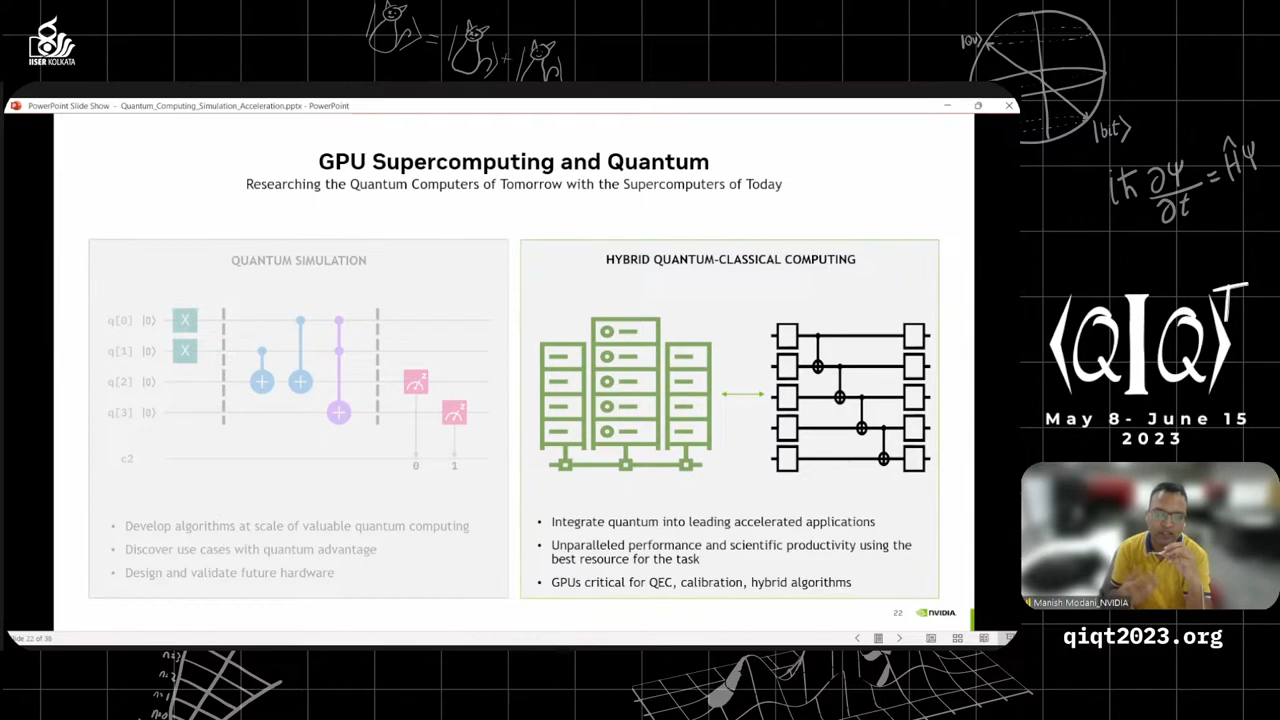 IISER KOLKATA
|Qu⟩
|bit⟩
iħ ∂Ψ/∂t = ĤΨ
PowerPoint Slide Show - Quantum_Computing_Simulation_Acceleration.pptx - PowerPoint
GPU Supercomputing and Quantum
Researching the Quantum Computers of Tomorrow with the Supercomputers of Today
QUANTUM SIMULATION
q[0] |0⟩ X
q[1] |0⟩ X
q[2] |0⟩ z
q[3] |0⟩ z
c2
0 1
• Develop algorithms at scale of valuable quantum computing
• Discover use cases with quantum advantage
• Design and validate future hardware
HYBRID QUANTUM-CLASSICAL COMPUTING
• Integrate quantum into leading accelerated applications
• Unparalleled performance and scientific productivity using the
best resource for the task
• GPUs critical for QEC, calibration, hybrid algorithms
22 NVIDIA.
lide 22 of 38
⟨QIQ⟩T
May 8- June 15
2023
Manish Modani_NVIDIA
qiqt2023.org
n=3
n=2
n=1
n=0